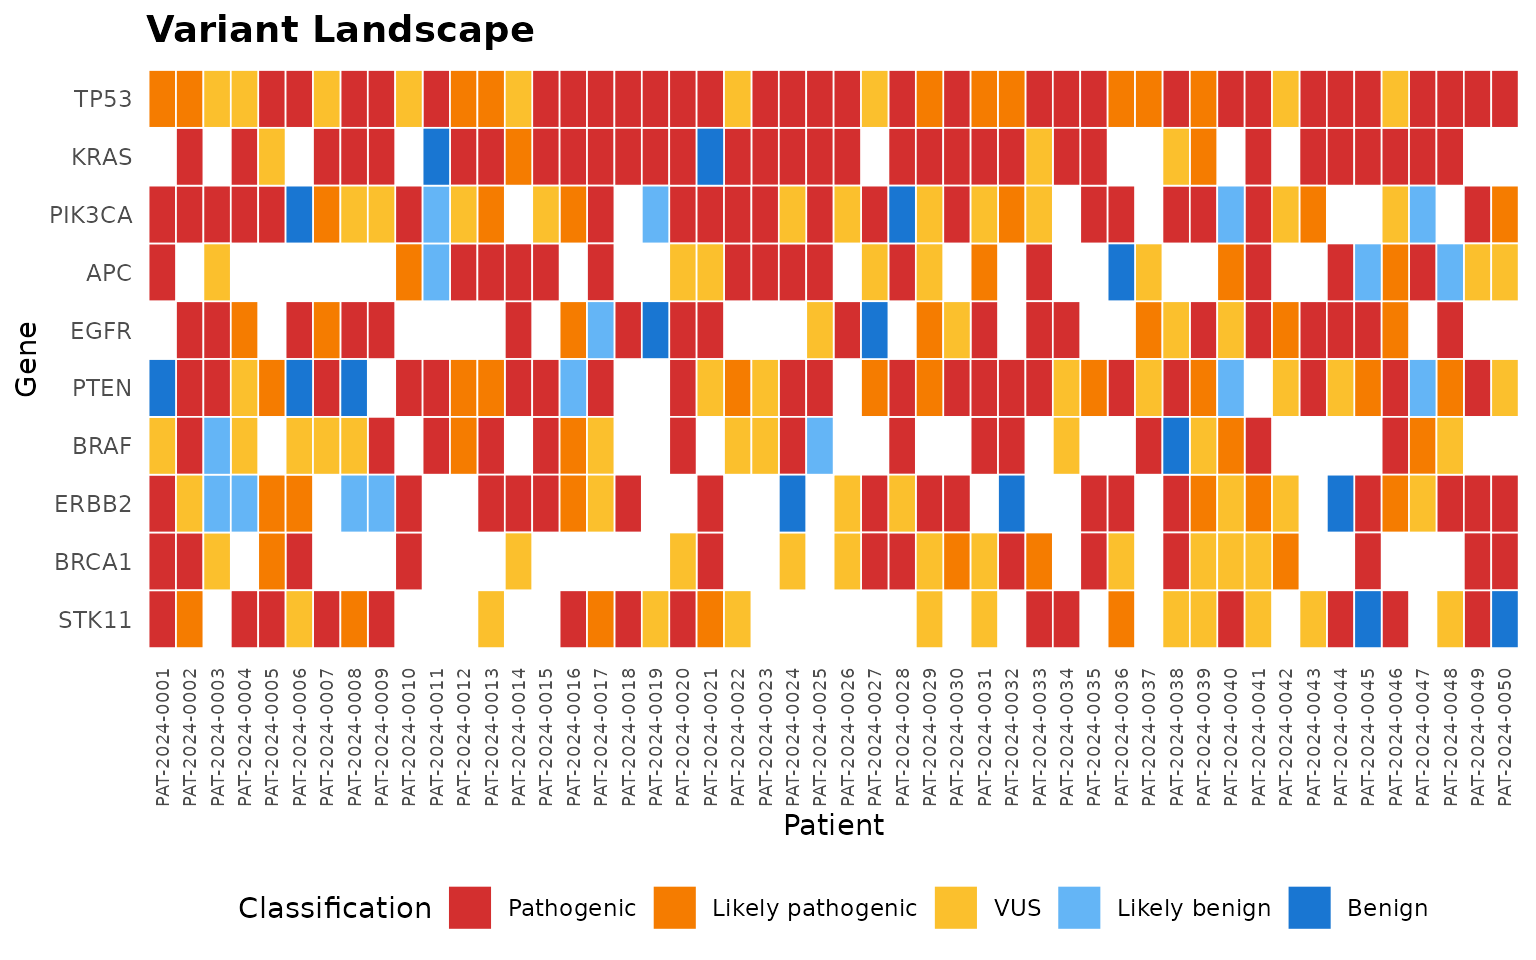 Variant Landscape
Gene
TP53
KRAS
PIK3CA
APC
EGFR
PTEN
BRAF
ERBB2
BRCA1
STK11
PAT-2024-0001
PAT-2024-0002
PAT-2024-0003
PAT-2024-0004
PAT-2024-0005
PAT-2024-0006
PAT-2024-0007
PAT-2024-0008
PAT-2024-0009
PAT-2024-0010
PAT-2024-0011
PAT-2024-0012
PAT-2024-0013
PAT-2024-0014
PAT-2024-0015
PAT-2024-0016
PAT-2024-0017
PAT-2024-0018
PAT-2024-0019
PAT-2024-0020
PAT-2024-0021
PAT-2024-0022
PAT-2024-0023
PAT-2024-0024
PAT-2024-0025
PAT-2024-0026
PAT-2024-0027
PAT-2024-0028
PAT-2024-0029
PAT-2024-0030
PAT-2024-0031
PAT-2024-0032
PAT-2024-0033
PAT-2024-0034
PAT-2024-0035
PAT-2024-0036
PAT-2024-0037
PAT-2024-0038
PAT-2024-0039
PAT-2024-0040
PAT-2024-0041
PAT-2024-0042
PAT-2024-0043
PAT-2024-0044
PAT-2024-0045
PAT-2024-0046
PAT-2024-0047
PAT-2024-0048
PAT-2024-0049
PAT-2024-0050
Patient
Classification Pathogenic Likely pathogenic VUS Likely benign Benign